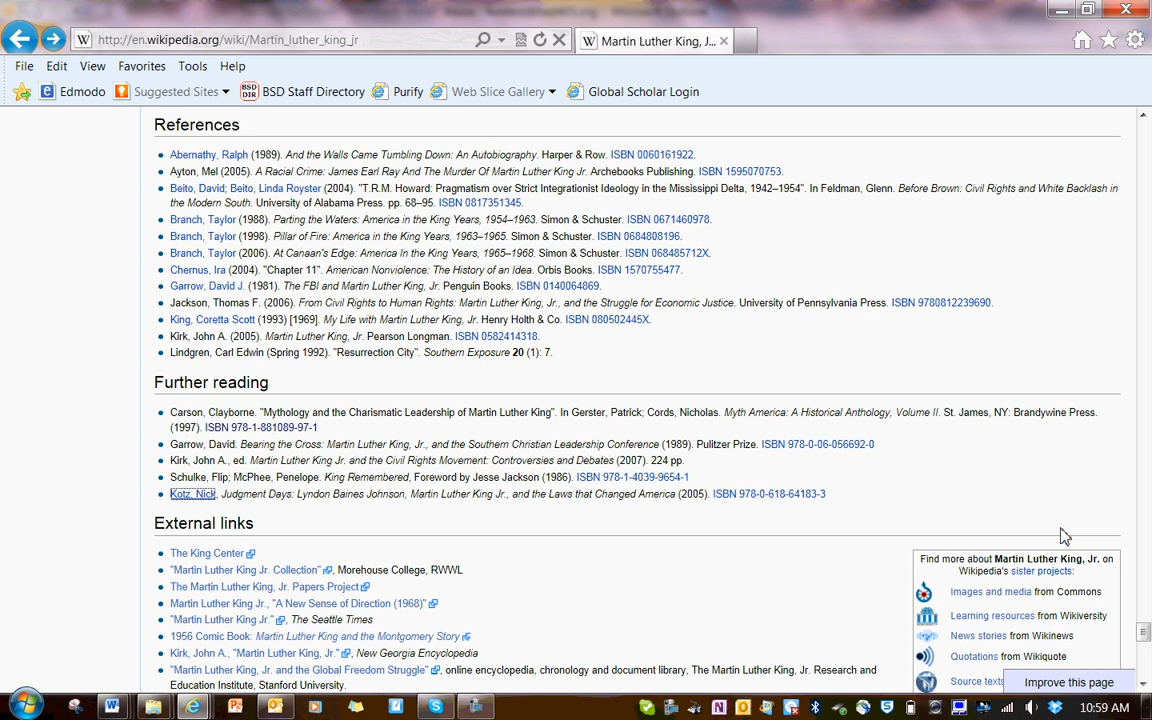 http://en.wikipedia.org/wiki/Martin_luther_king_jr
W Martin Luther King, J...
File Edit View Favorites Tools Help
Edmodo Suggested Sites BSD DIR BSD Staff Directory Purify Web Slice Gallery Global Scholar Login
References
Abernathy, Ralph (1989). And the Walls Came Tumbling Down: An Autobiography. Harper & Row. ISBN 0060161922.
Ayton, Mel (2005). A Racial Crime: James Earl Ray And The Murder Of Martin Luther King Jr. Archebooks Publishing. ISBN 1595070753.
Beito, David; Beito, Linda Royster (2004). "T.R.M. Howard: Pragmatism over Strict Integrationist Ideology in the Mississippi Delta, 1942–1954". In Feldman, Glenn. Before Brown: Civil Rights and White Backlash in
the Modern South. University of Alabama Press. pp. 68–95. ISBN 0817351345.
Branch, Taylor (1988). Parting the Waters: America in the King Years, 1954–1963. Simon & Schuster. ISBN 0671460978.
Branch, Taylor (1998). Pillar of Fire: America in the King Years, 1963–1965. Simon & Schuster. ISBN 0684808196.
Branch, Taylor (2006). At Canaan's Edge: America In the King Years, 1965–1968. Simon & Schuster. ISBN 068485712X.
Chernus, Ira (2004). "Chapter 11". American Nonviolence: The History of an Idea. Orbis Books. ISBN 1570755477.
Garrow, David J. (1981). The FBI and Martin Luther King, Jr. Penguin Books. ISBN 0140064869.
Jackson, Thomas F. (2006). From Civil Rights to Human Rights: Martin Luther King, Jr., and the Struggle for Economic Justice. University of Pennsylvania Press. ISBN 9780812239690.
King, Coretta Scott (1993) [1969]. My Life with Martin Luther King, Jr. Henry Holth & Co. ISBN 080502445X.
Kirk, John A. (2005). Martin Luther King, Jr. Pearson Longman. ISBN 0582414318.
Lindgren, Carl Edwin (Spring 1992). "Resurrection City". Southern Exposure 20 (1): 7.
Further reading
Carson, Clayborne. "Mythology and the Charismatic Leadership of Martin Luther King". In Gerster, Patrick; Cords, Nicholas. Myth America: A Historical Anthology, Volume II. St. James, NY: Brandywine Press.
(1997). ISBN 978-1-881089-97-1
Garrow, David. Bearing the Cross: Martin Luther King, Jr., and the Southern Christian Leadership Conference (1989). Pulitzer Prize. ISBN 978-0-06-056692-0
Kirk, John A., ed. Martin Luther King Jr. and the Civil Rights Movement: Controversies and Debates (2007). 224 pp.
Schulke, Flip; McPhee, Penelope. King Remembered, Foreword by Jesse Jackson (1986). ISBN 978-1-4039-9654-1
Kotz, Nick, Judgment Days: Lyndon Baines Johnson, Martin Luther King Jr., and the Laws that Changed America (2005). ISBN 978-0-618-64183-3
External links
The King Center
"Martin Luther King Jr. Collection", Morehouse College, RWWL
The Martin Luther King, Jr. Papers Project
Martin Luther King Jr., "A New Sense of Direction (1968)"
"Martin Luther King Jr.", The Seattle Times
1956 Comic Book: Martin Luther King and the Montgomery Story
Kirk, John A., "Martin Luther King, Jr.", New Georgia Encyclopedia
"Martin Luther King, Jr. and the Global Freedom Struggle", online encyclopedia, chronology and document library, The Martin Luther King, Jr. Research and
Education Institute, Stanford University.
Find more about Martin Luther King, Jr. on
Wikipedia's sister projects:
Images and media from Commons
Learning resources from Wikiversity
News stories from Wikinews
Quotations from Wikiquote
Source texts
Improve this page
10:59 AM